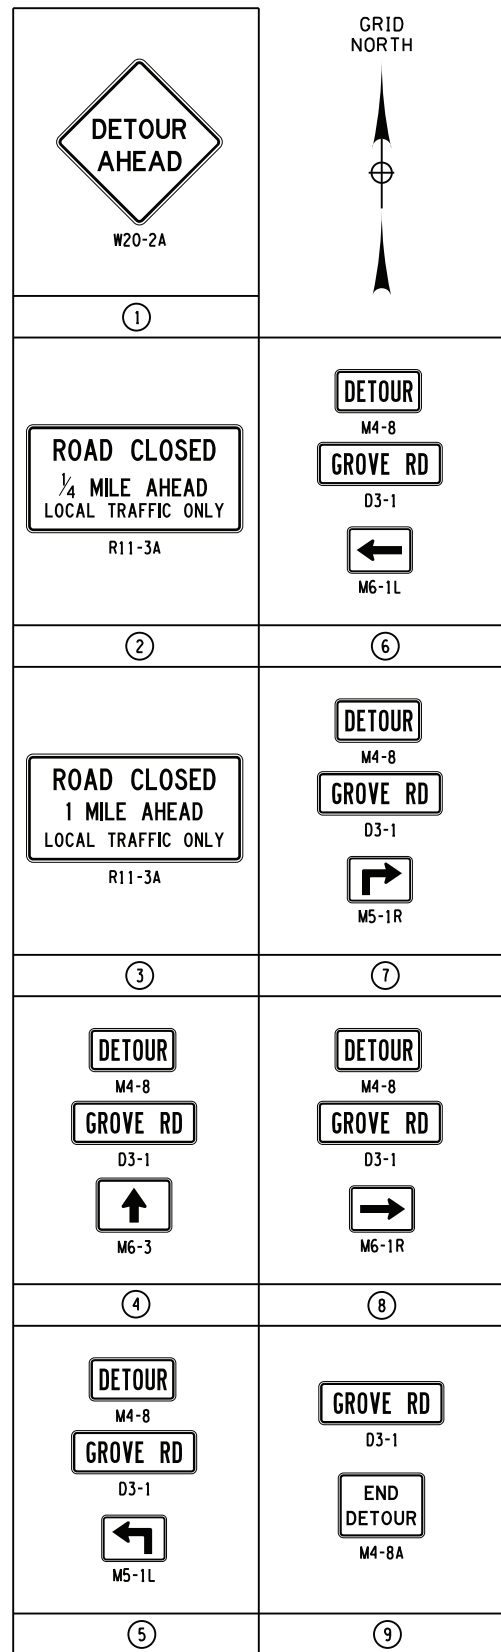 DETOUR
AHEAD
W20-2A
1
GRID
NORTH
ROAD CLOSED
1/4 MILE AHEAD
LOCAL TRAFFIC ONLY
R11-3A
2
DETOUR
M4-8
GROVE RD
D3-1
M6-1L
6
ROAD CLOSED
1 MILE AHEAD
LOCAL TRAFFIC ONLY
R11-3A
3
DETOUR
M4-8
GROVE RD
D3-1
M5-1R
7
DETOUR
M4-8
GROVE RD
D3-1
M6-3
4
DETOUR
M4-8
GROVE RD
D3-1
M6-1R
8
DETOUR
M4-8
GROVE RD
D3-1
M5-1L
5
GROVE RD
D3-1
END
DETOUR
M4-8A
9